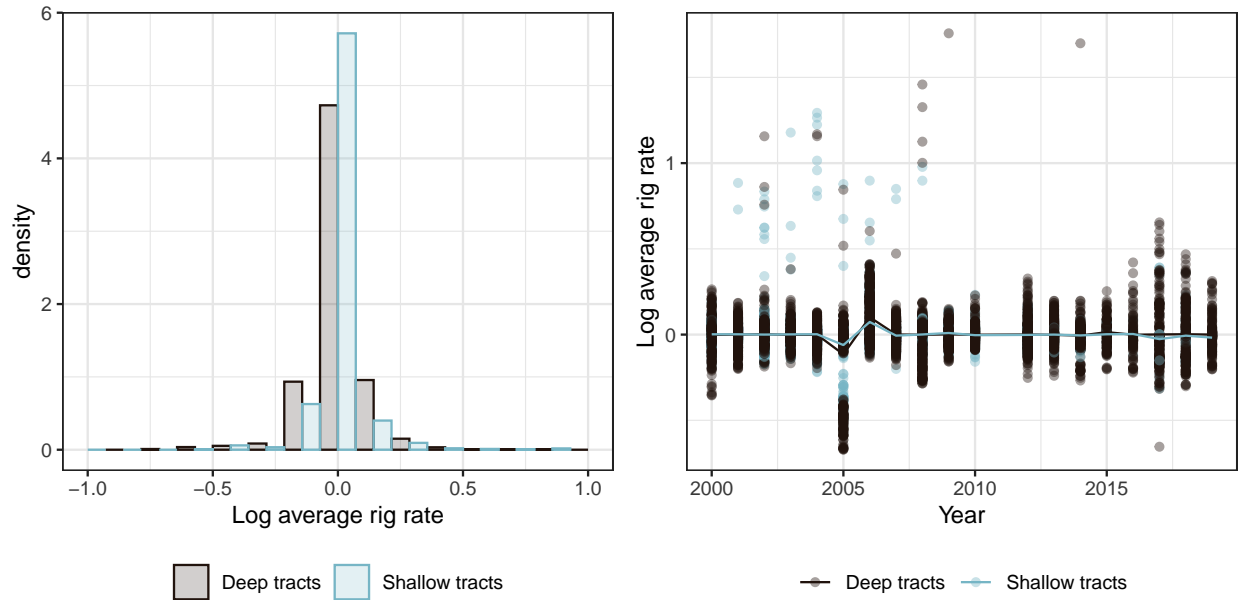 density
6
4
2
0
−1.0
−0.5
0.0
0.5
1.0
Log average rig rate
Deep tracts
Shallow tracts
Log average rig rate
1
0
2000
2005
2010
2015
Year
Deep tracts
Shallow tracts